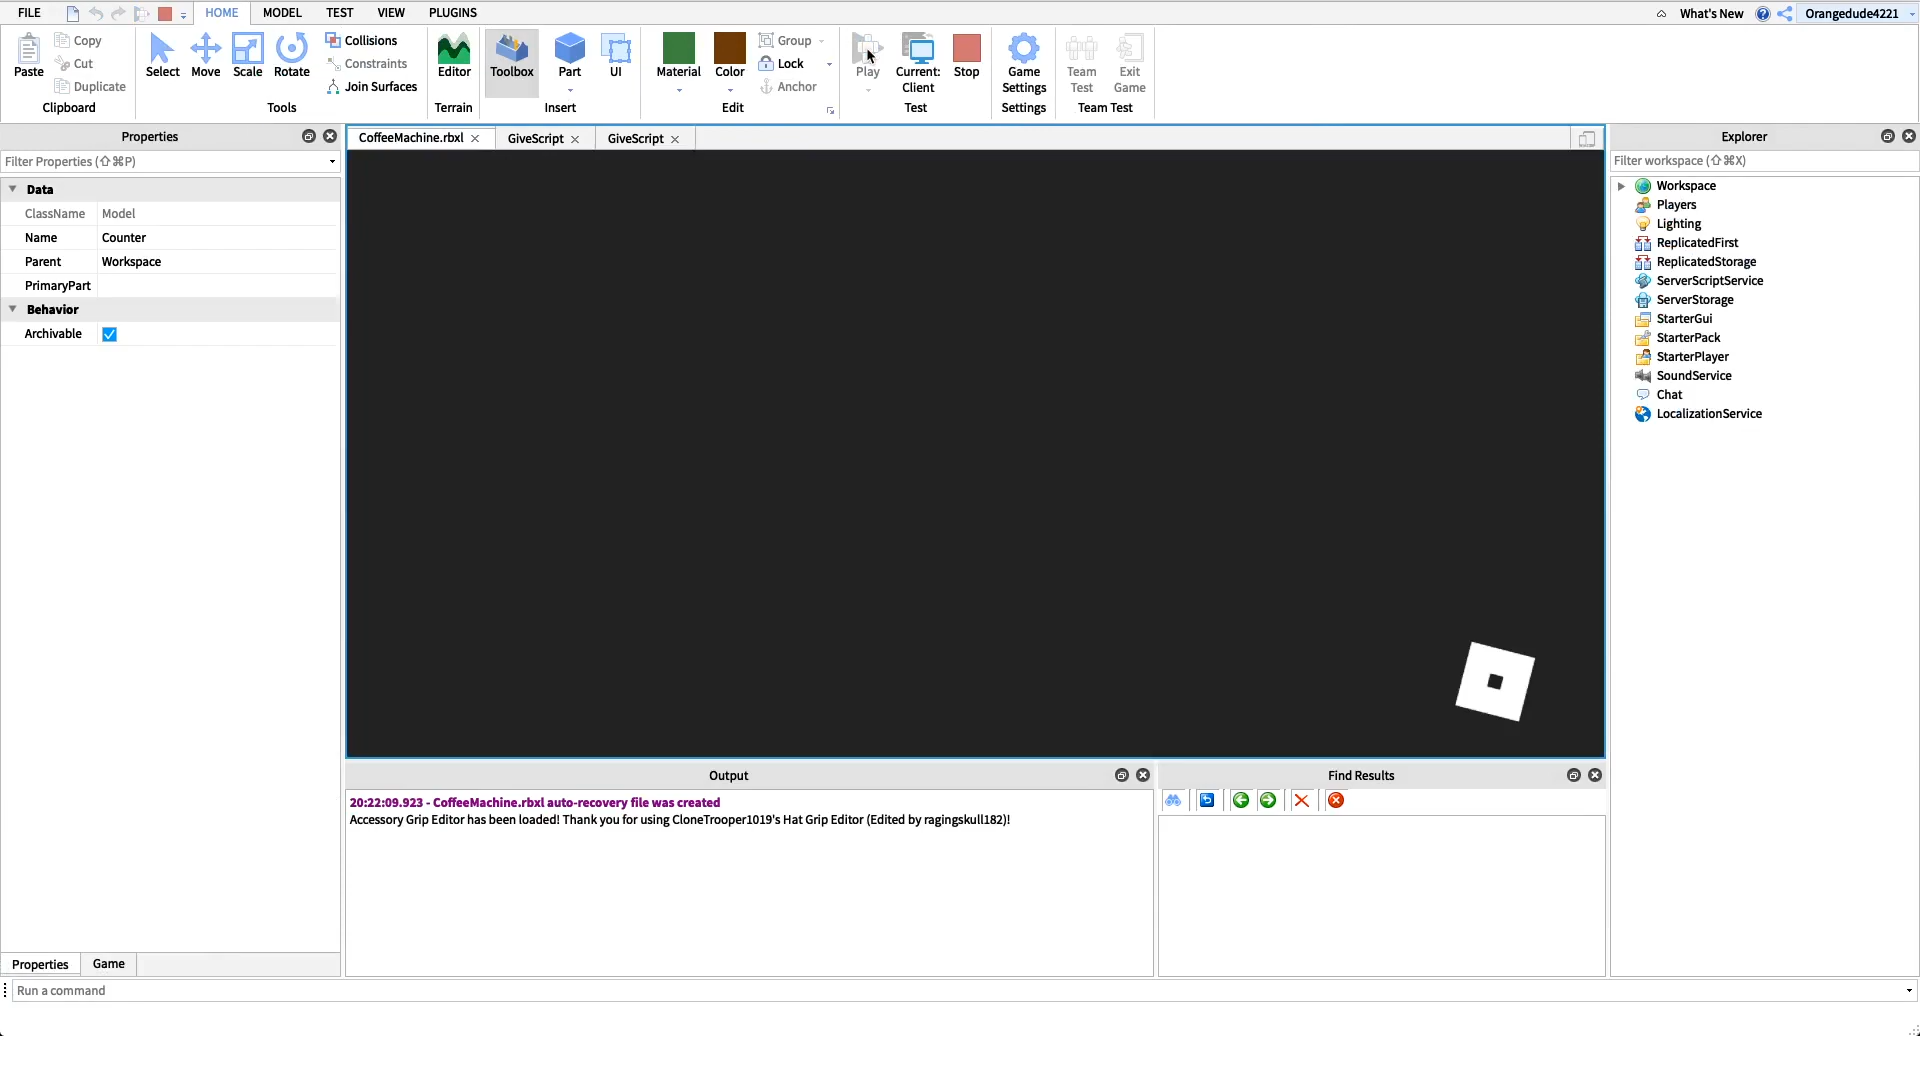 FILE HOME MODEL TEST VIEW PLUGINS What's New Orangedude4221
Paste Copy Cut Duplicate Clipboard
Select Move Scale Rotate Collisions Constraints Join Surfaces Tools
Editor Terrain
Toolbox Part UI Insert
Material Color Group Lock Anchor Edit
Play Current: Client Stop Test
Game Settings Settings
Team Test Exit Game Team Test
Properties
Filter Properties (⇧⌘P)
Data
ClassName Model
Name Counter
Parent Workspace
PrimaryPart
Behavior
Archivable
Properties Game
CoffeeMachine.rbxl GiveScript GiveScript
Output
20:22:09.923 - CoffeeMachine.rbxl auto-recovery file was created
Accessory Grip Editor has been loaded! Thank you for using CloneTrooper1019's Hat Grip Editor (Edited by ragingskull182)!
Find Results
Explorer
Filter workspace (⇧⌘X)
Workspace
Players
Lighting
ReplicatedFirst
ReplicatedStorage
ServerScriptService
ServerStorage
StarterGui
StarterPack
StarterPlayer
SoundService
Chat
LocalizationService
Run a command